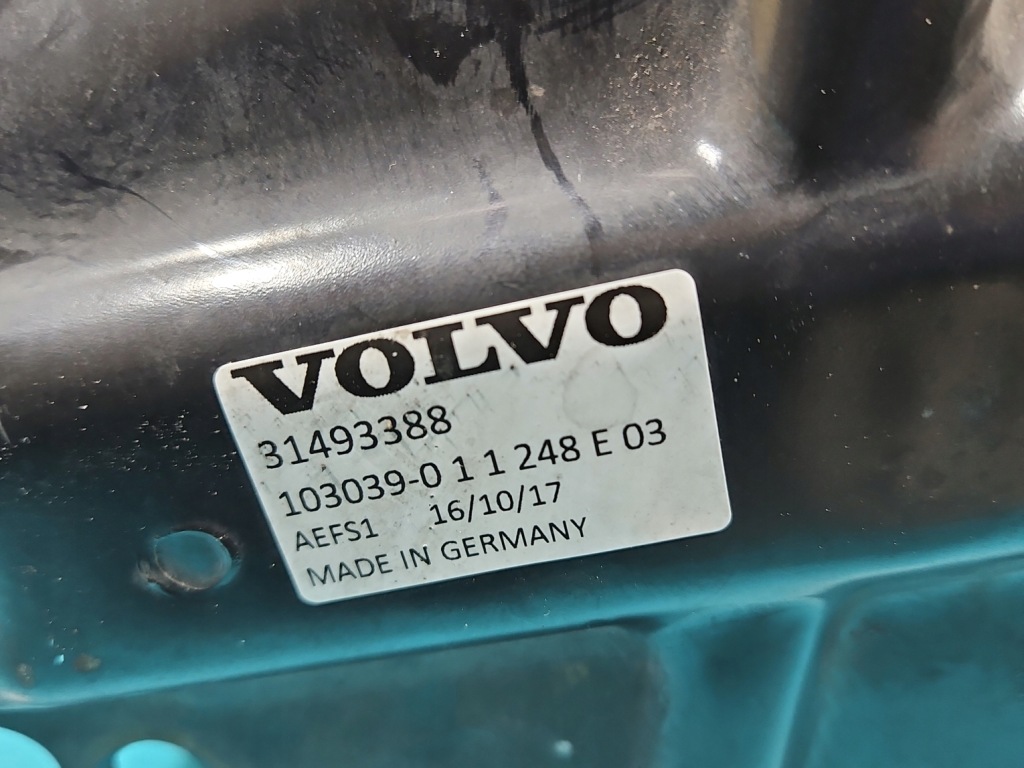 VOLVO
31493388
103039-0 1 1 248 E 03
AEFS1 16/10/17
MADE IN GERMANY